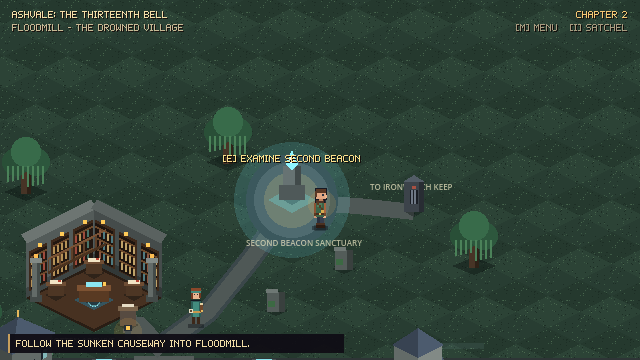 ASHVALE: THE THIRTEENTH BELL
FLOODMILL - THE DROWNED VILLAGE
CHAPTER 2
[M] MENU [I] SATCHEL
[E] EXAMINE SECOND BEACON
TO KEEP
SECOND BEACON SANCTUARY
FOLLOW THE SUNKEN CAUSEWAY INTO FLOODMILL.